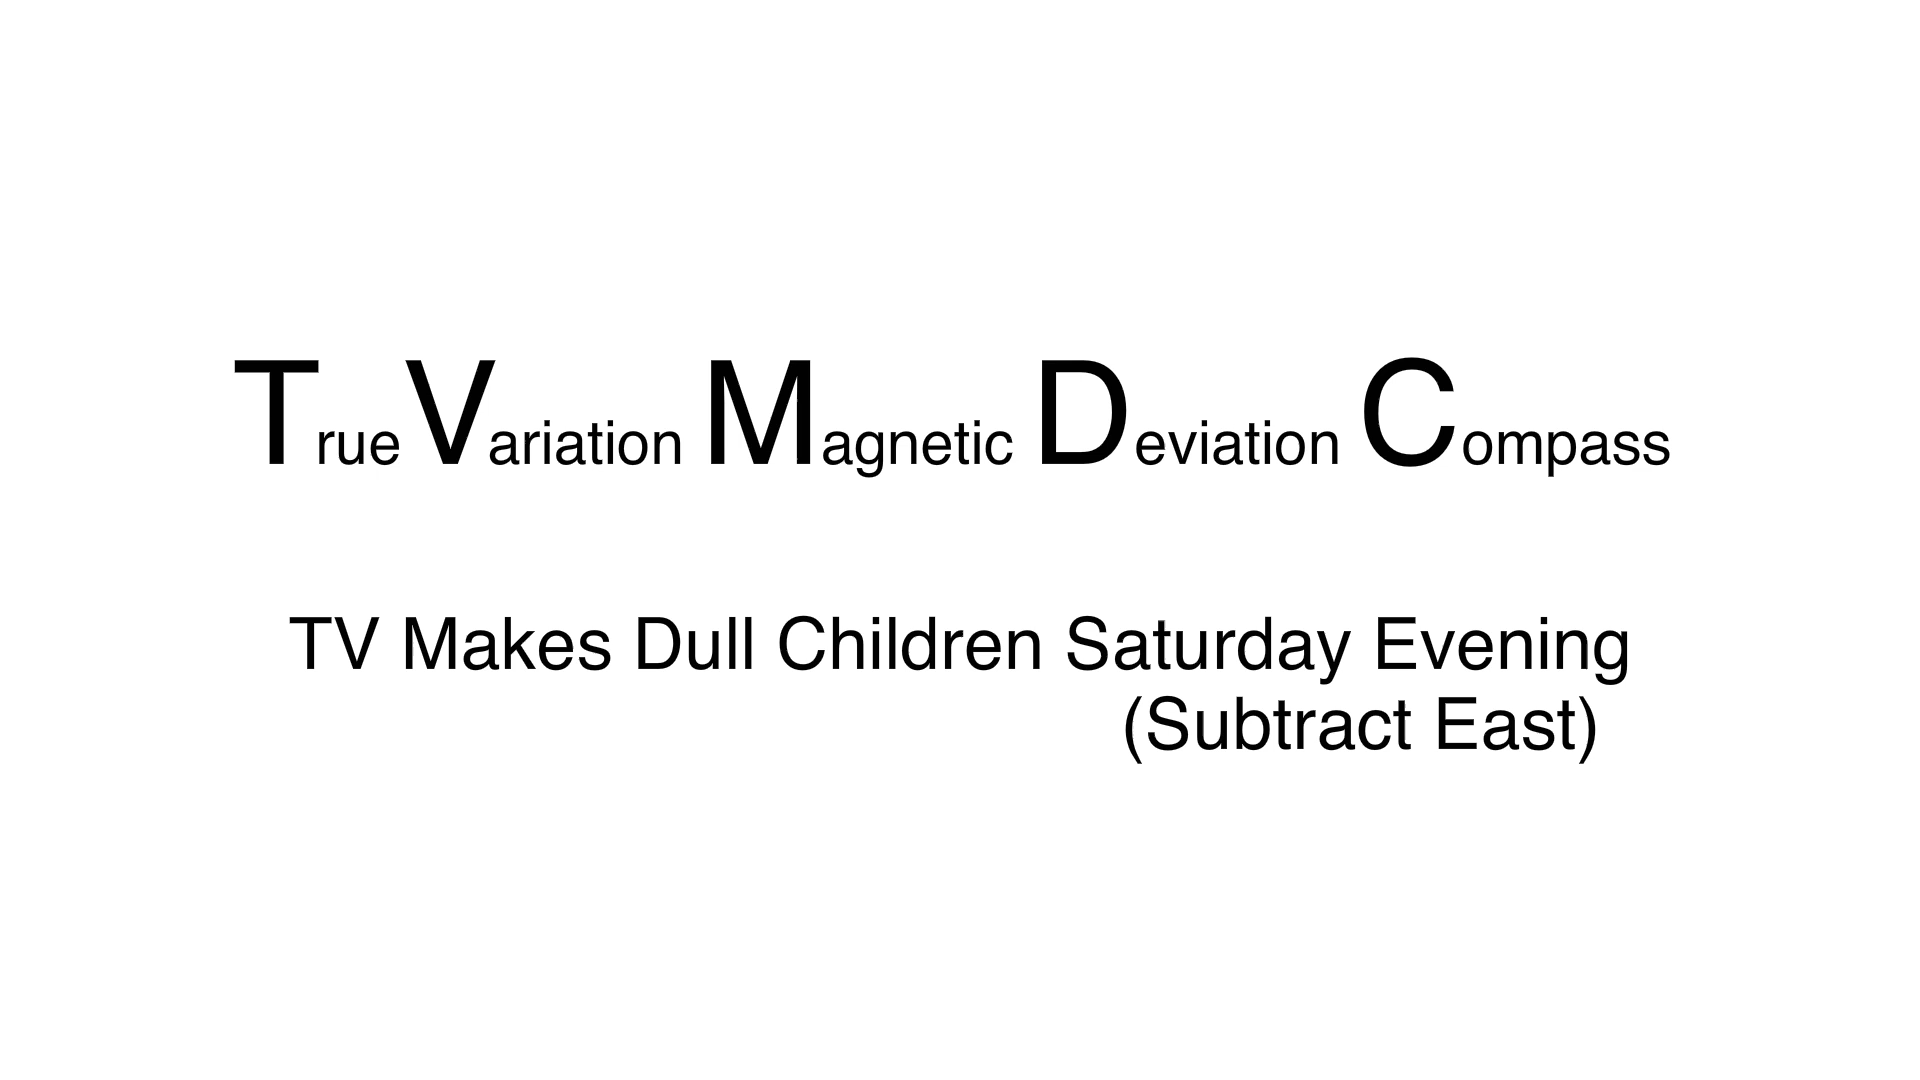 True Variation Magnetic Deviation Compass
TV Makes Dull Children Saturday Evening
(Subtract East)